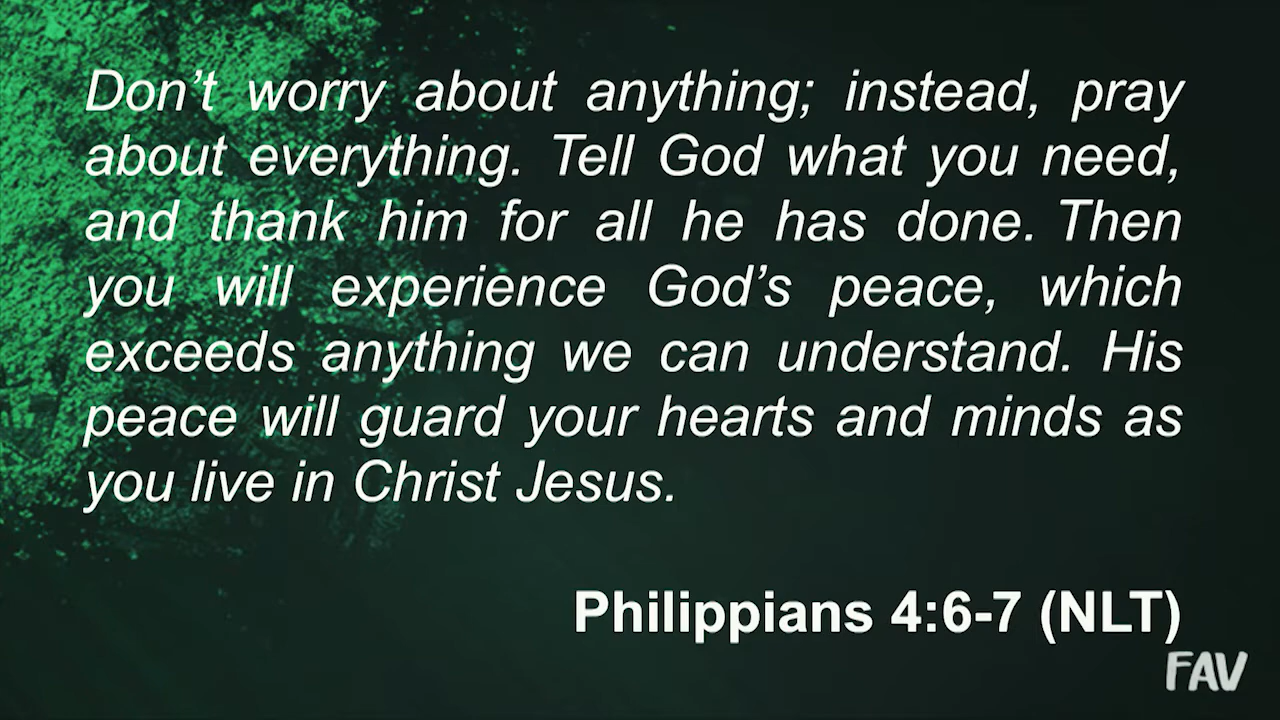 Don’t worry about anything; instead, pray
about everything. Tell God what you need,
and thank him for all he has done. Then
you will experience God’s peace, which
exceeds anything we can understand. His
peace will guard your hearts and minds as
you live in Christ Jesus.
Philippians 4:6-7 (NLT)
FAV